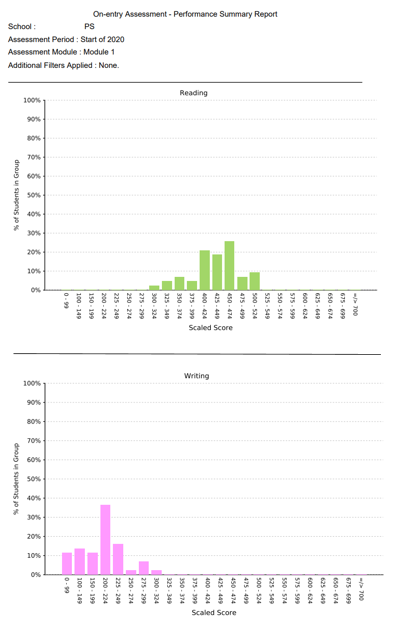 On-entry Assessment - Performance Summary Report
School : PS
Assessment Period : Start of 2020
Assessment Module : Module 1
Additional Filters Applied : None.
Reading
% of Students in Group
100%
90%
80%
70%
60%
50%
40%
30%
20%
10%
0%
0 - 99
100 - 149
150 - 199
200 - 224
225 - 249
250 - 274
275 - 299
300 - 324
325 - 349
350 - 374
375 - 399
400 - 424
425 - 449
450 - 474
475 - 499
500 - 524
525 - 549
550 - 574
575 - 599
600 - 624
625 - 649
650 - 674
675 - 699
=/> 700
Scaled Score
Writing
% of Students in Group
100%
90%
80%
70%
60%
50%
40%
30%
20%
10%
0%
0 - 99
100 - 149
150 - 199
200 - 224
225 - 249
250 - 274
275 - 299
300 - 324
325 - 349
350 - 374
375 - 399
400 - 424
425 - 449
450 - 474
475 - 499
500 - 524
525 - 549
550 - 574
575 - 599
600 - 624
625 - 649
650 - 674
675 - 699
=/> 700
Scaled Score